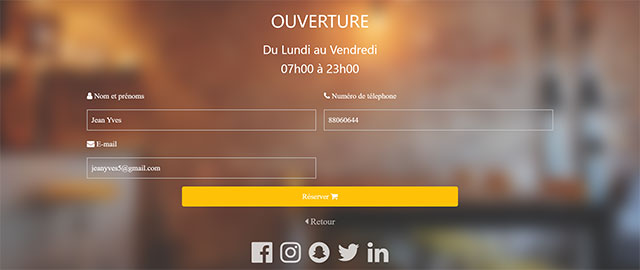 OUVERTURE
Du Lundi au Vendredi
07h00 à 23h00
Nom et prénoms
Numéro de télephone
Jean Yves
88060644
E-mail
jeanyves5@gmail.com
Réserver
Retour